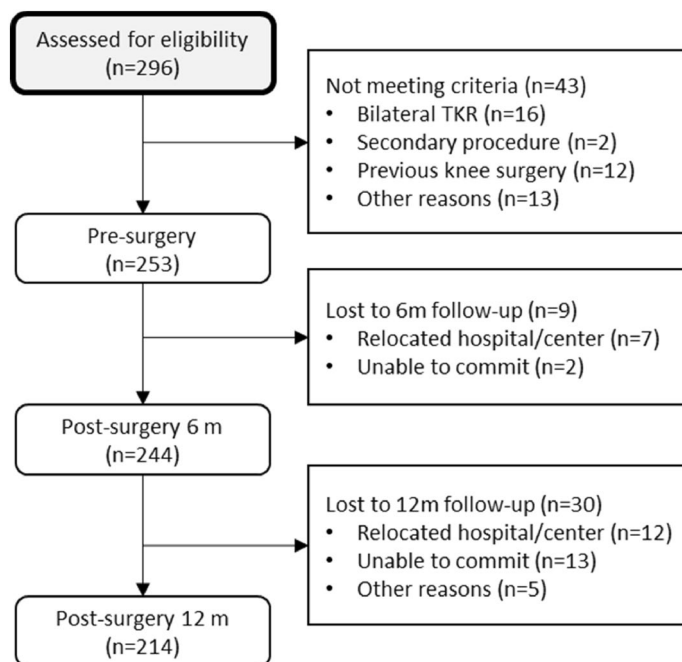 Assessed for eligibility
(n=296)
Not meeting criteria (n=43)
• Bilateral TKR (n=16)
• Secondary procedure (n=2)
• Previous knee surgery (n=12)
• Other reasons (n=13)
Pre-surgery
(n=253)
Lost to 6m follow-up (n=9)
• Relocated hospital/center (n=7)
• Unable to commit (n=2)
Post-surgery 6 m
(n=244)
Lost to 12m follow-up (n=30)
• Relocated hospital/center (n=12)
• Unable to commit (n=13)
• Other reasons (n=5)
Post-surgery 12 m
(n=214)